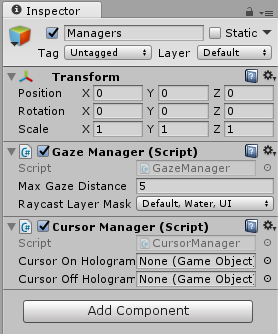 Inspector
Managers Static
Tag Untagged Layer Default
Transform
Position X 0 Y 0 Z 0
Rotation X 0 Y 0 Z 0
Scale X 1 Y 1 Z 1
Gaze Manager (Script)
Script GazeManager
Max Gaze Distance 5
Raycast Layer Mask Default, Water, UI
Cursor Manager (Script)
Script CursorManager
Cursor On Hologram None (Game Object
Cursor Off Hologram None (Game Object
Add Component